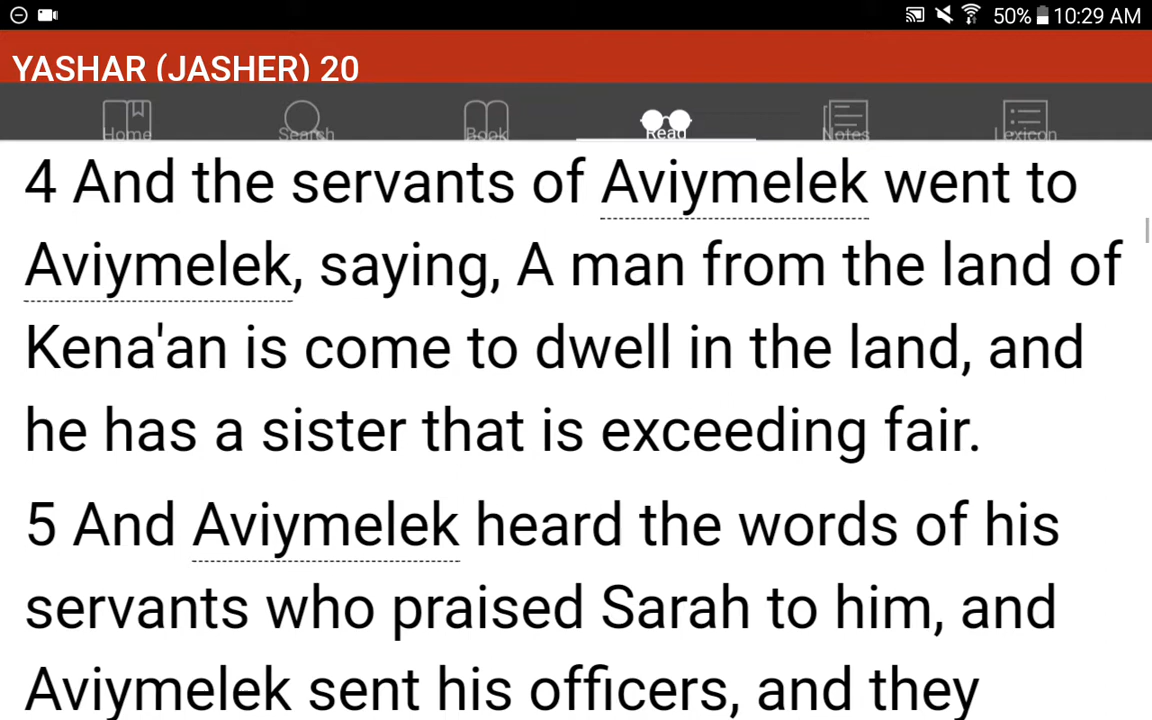 50% 10:29 AM
YASHAR (JASHER) 20
Home Search Book Read Notes Lexicon
4 And the servants of Aviymelek went to
Aviymelek, saying, A man from the land of
Kena'an is come to dwell in the land, and
he has a sister that is exceeding fair.
5 And Aviymelek heard the words of his
servants who praised Sarah to him, and
Aviymelek sent his officers, and they